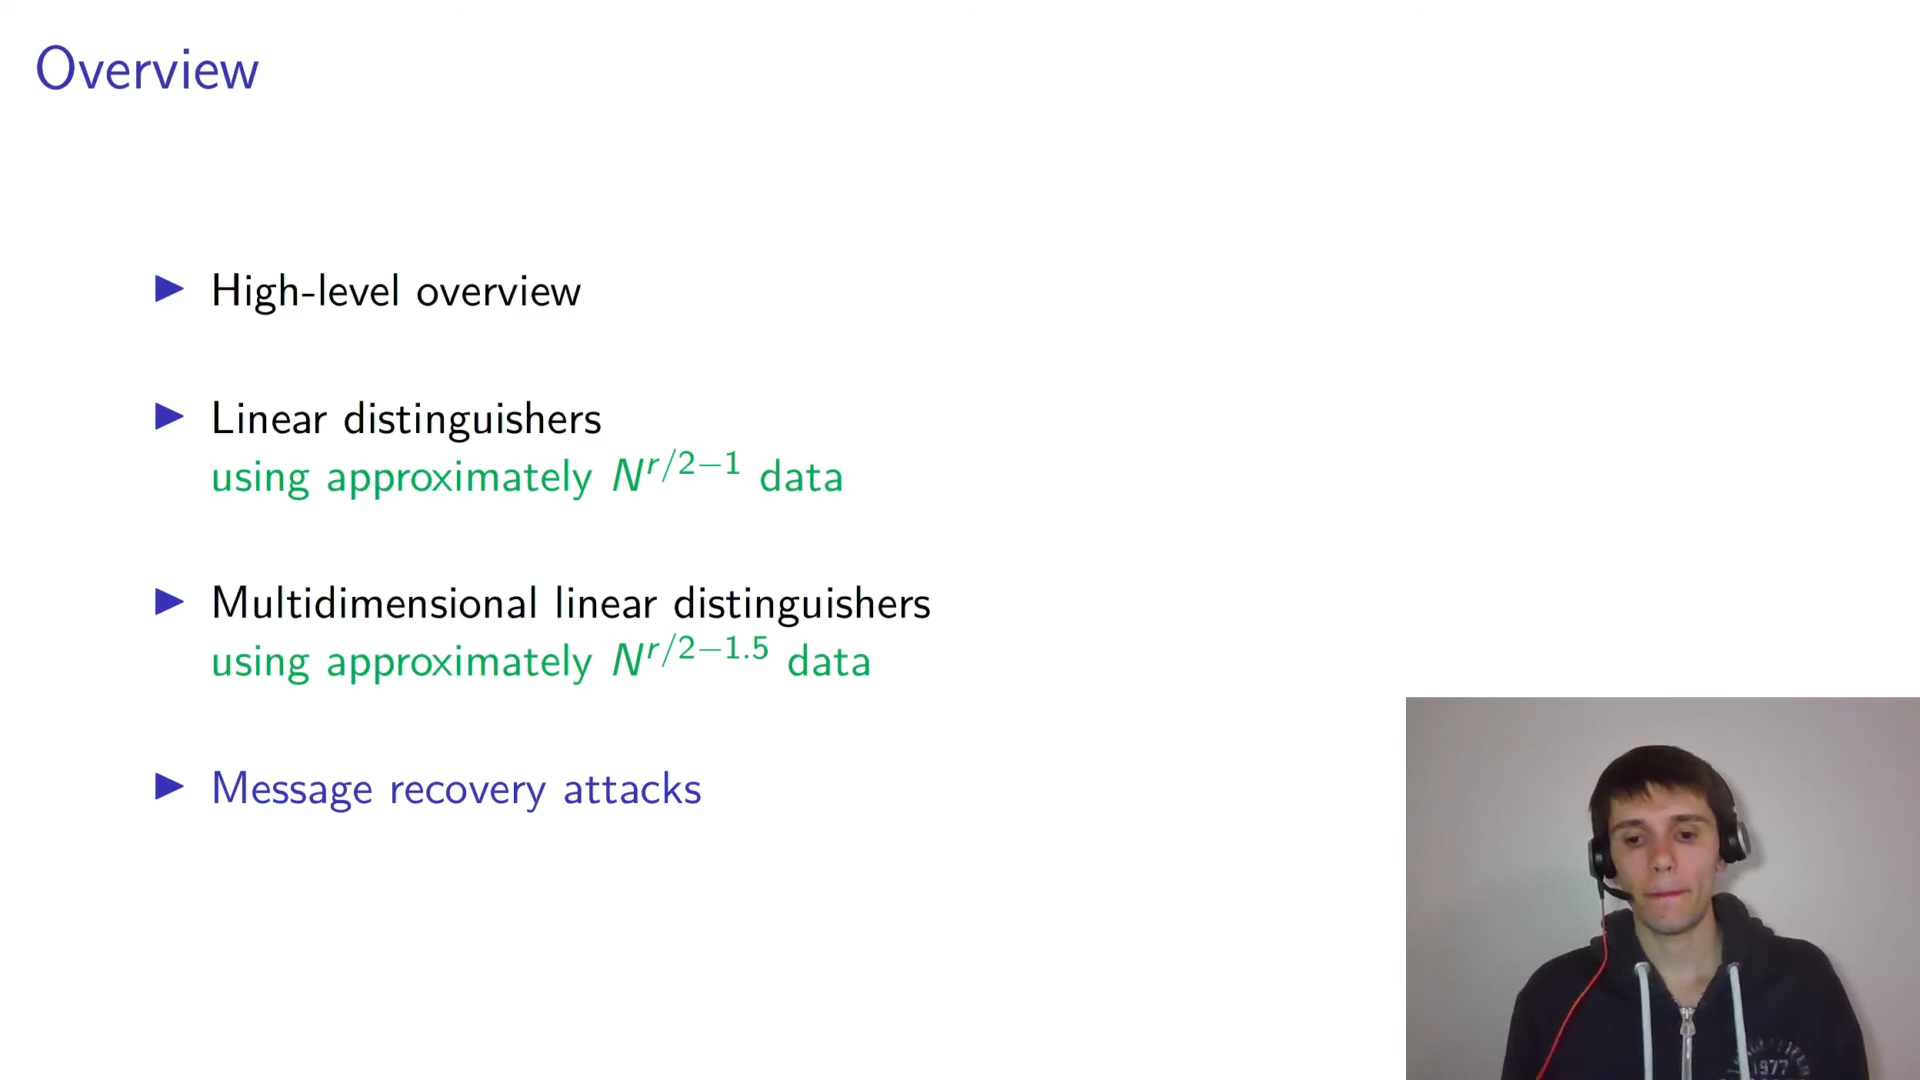 Overview
▶ High-level overview
▶ Linear distinguishers
using approximately N^{r/2−1} data
▶ Multidimensional linear distinguishers
using approximately N^{r/2−1.5} data
▶ Message recovery attacks
1977